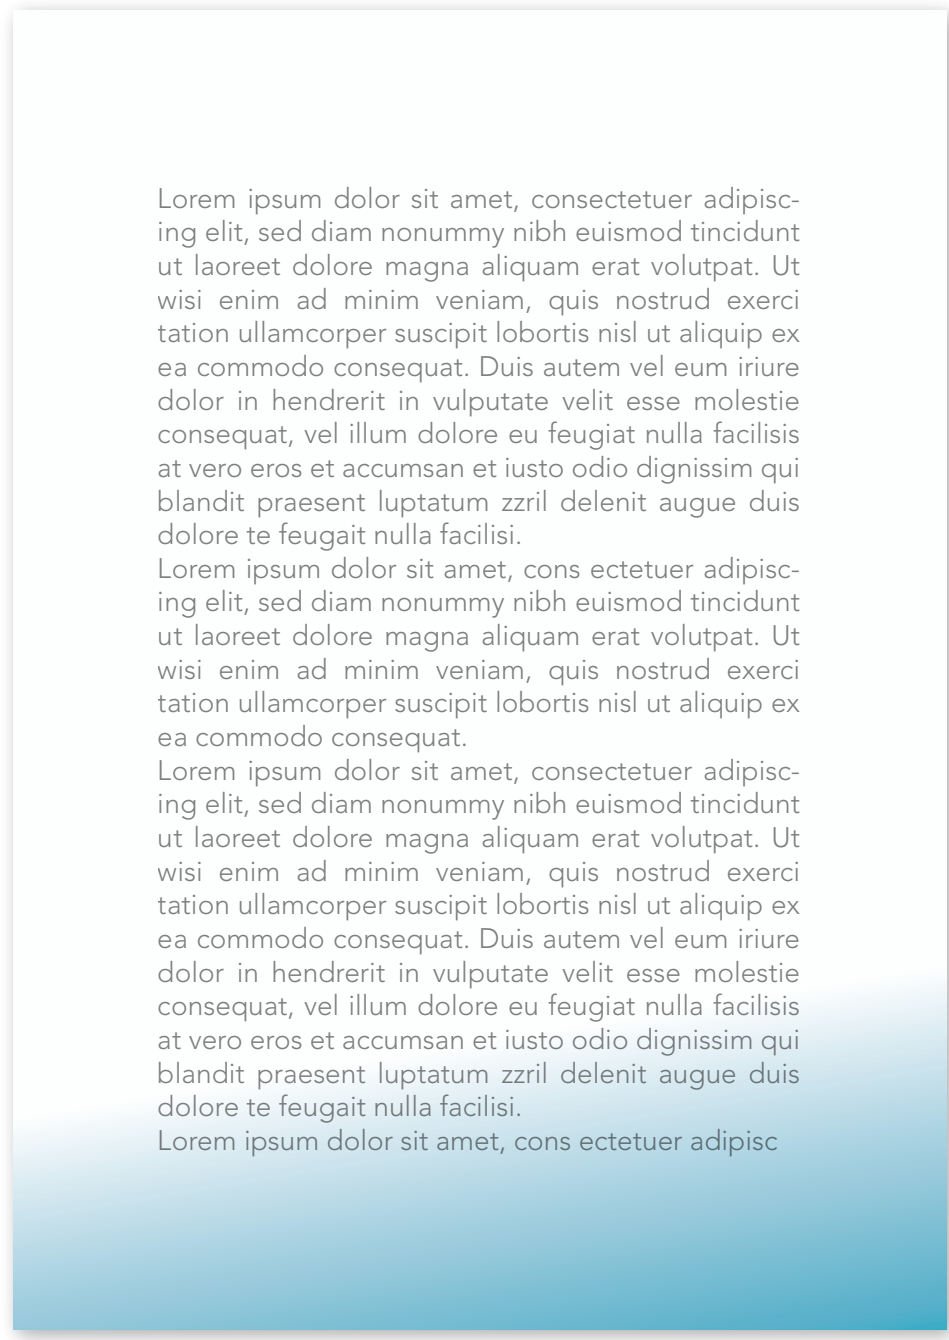 Lorem ipsum dolor sit amet, consectetuer adipisc-
ing elit, sed diam nonummy nibh euismod tincidunt
ut laoreet dolore magna aliquam erat volutpat. Ut
wisi enim ad minim veniam, quis nostrud exerci
tation ullamcorper suscipit lobortis nisl ut aliquip ex
ea commodo consequat. Duis autem vel eum iriure
dolor in hendrerit in vulputate velit esse molestie
consequat, vel illum dolore eu feugiat nulla facilisis
at vero eros et accumsan et iusto odio dignissim qui
blandit praesent luptatum zzril delenit augue duis
dolore te feugait nulla facilisi.
Lorem ipsum dolor sit amet, cons ectetuer adipisc-
ing elit, sed diam nonummy nibh euismod tincidunt
ut laoreet dolore magna aliquam erat volutpat. Ut
wisi enim ad minim veniam, quis nostrud exerci
tation ullamcorper suscipit lobortis nisl ut aliquip ex
ea commodo consequat.
Lorem ipsum dolor sit amet, consectetuer adipisc-
ing elit, sed diam nonummy nibh euismod tincidunt
ut laoreet dolore magna aliquam erat volutpat. Ut
wisi enim ad minim veniam, quis nostrud exerci
tation ullamcorper suscipit lobortis nisl ut aliquip ex
ea commodo consequat. Duis autem vel eum iriure
dolor in hendrerit in vulputate velit esse molestie
consequat, vel illum dolore eu feugiat nulla facilisis
at vero eros et accumsan et iusto odio dignissim qui
blandit praesent luptatum zzril delenit augue duis
dolore te feugait nulla facilisi.
Lorem ipsum dolor sit amet, cons ectetuer adipisc